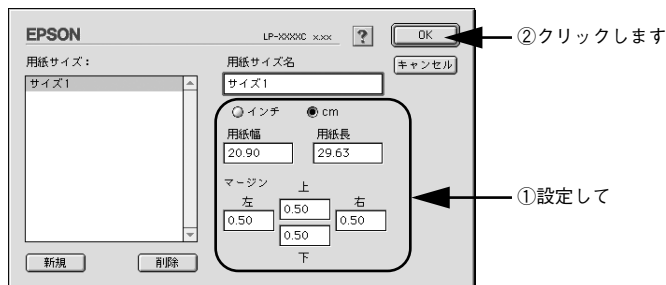 EPSON
LP-XXXXC x.xx
?
OK
②クリックします
用紙サイズ：
用紙サイズ名
キャンセル
サイズ1
サイズ1
インチ
cm
用紙幅
用紙長
20.90
29.63
マージン
上
左
右
0.50
0.50
0.50
0.50
下
①設定して
新規
削除